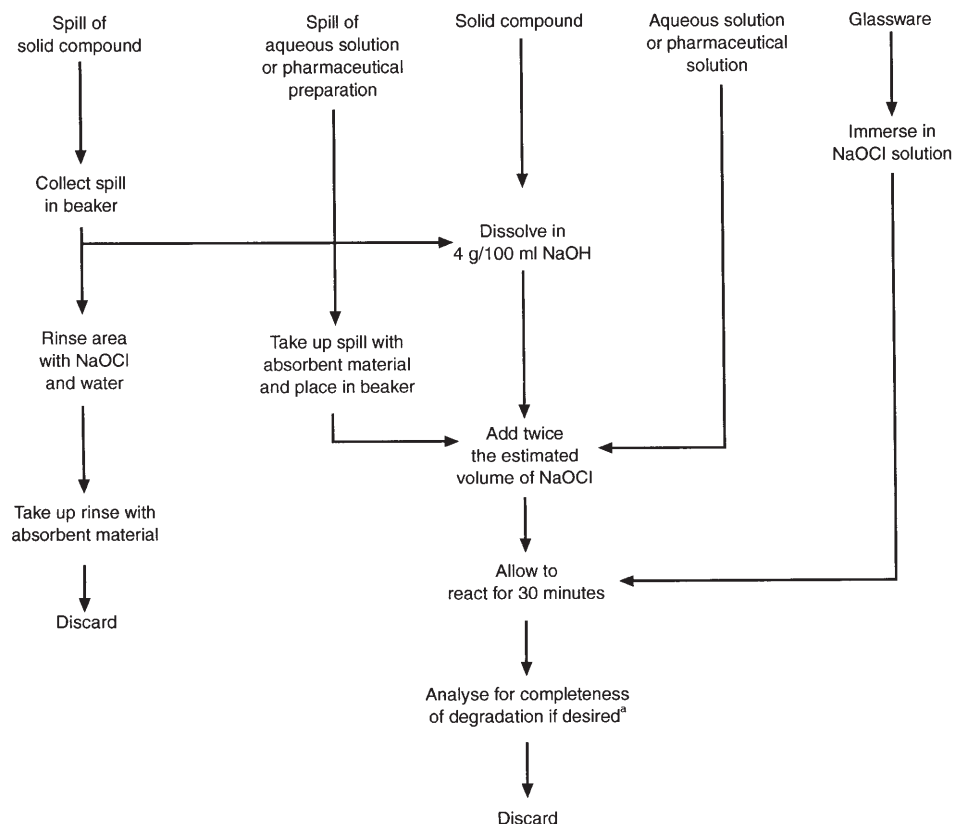 Spill of
solid compound
Spill of
aqueous solution
or pharmaceutical
preparation
Solid compound
Aqueous solution
or pharmaceutical
solution
Glassware
Immerse in
NaOCl solution
Collect spill
in beaker
Dissolve in
4 g/100 ml NaOH
Rinse area
with NaOCl
and water
Take up spill with
absorbent material
and place in beaker
Add twice
the estimated
volume of NaOCl
Take up rinse with
absorbent material
Allow to
react for 30 minutes
Discard
Analyse for completeness
of degradation if desiredᵃ
Discard